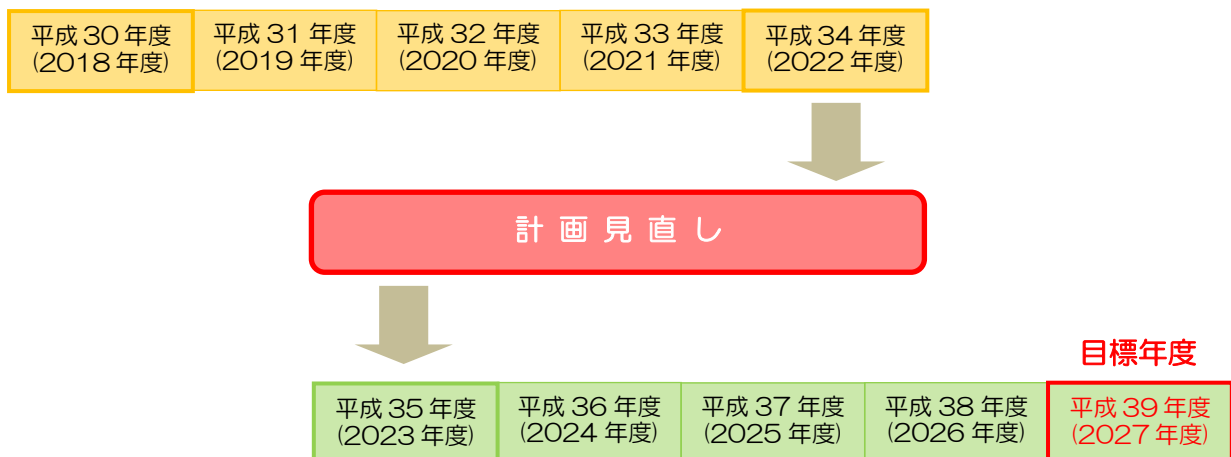 平成 30 年度
(2018 年度)
平成 31 年度
(2019 年度)
平成 32 年度
(2020 年度)
平成 33 年度
(2021 年度)
平成 34 年度
(2022 年度)
計 画 見 直 し
目標年度
平成 35 年度
(2023 年度)
平成 36 年度
(2024 年度)
平成 37 年度
(2025 年度)
平成 38 年度
(2026 年度)
平成 39 年度
(2027 年度)